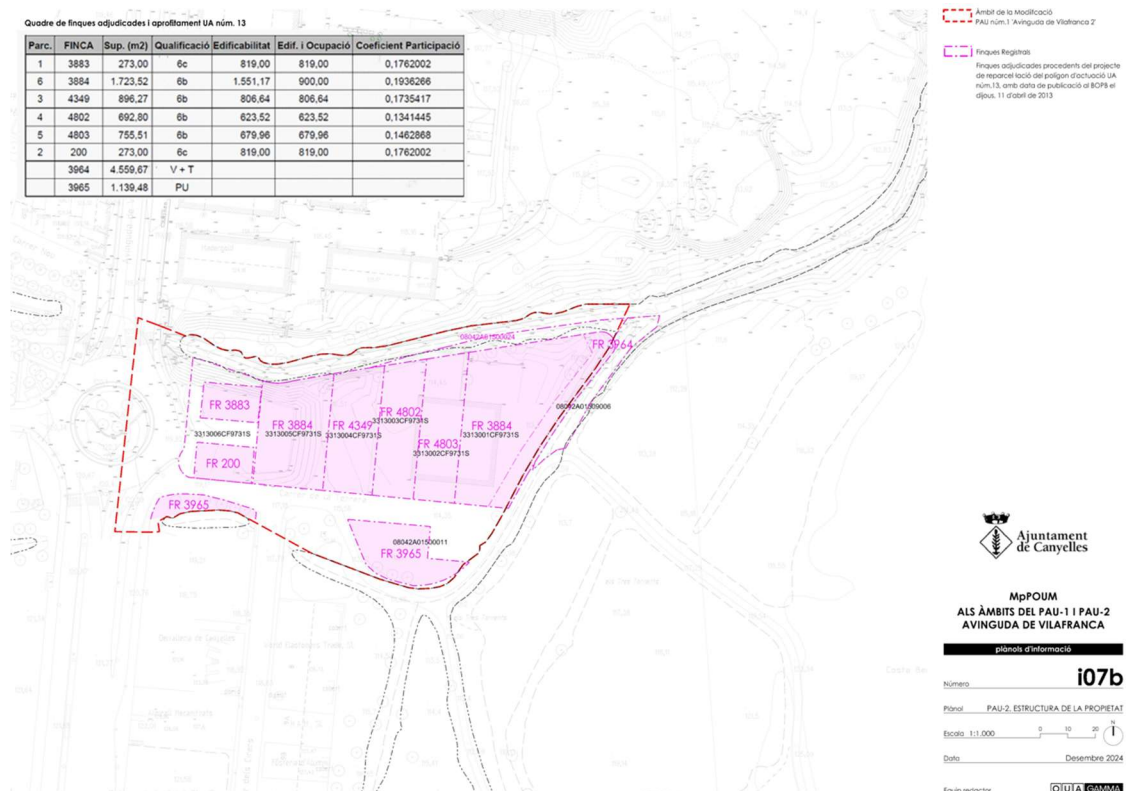 Quadre de finques adjudicades i aprofitament UA núm. 13
Parc. FINCA Sup. (m2) Qualificació Edificabilitat Edif. i Ocupació Coeficient Participació
1 3883 273,00 6c 819,00 819,00 0,1762002
6 3884 1.723,52 6b 1.551,17 900,00 0,1936266
3 4349 896,27 6b 806,64 806,64 0,1735417
4 4802 692,80 6b 623,52 623,52 0,1341445
5 4803 755,51 6b 679,96 679,96 0,1462868
2 200 273,00 6c 819,00 819,00 0,1762002
3964 4.559,67 V + T
3965 1.139,48 PU
Àmbit de la Modificació
PAU núm.1 'Avinguda de Vilafranca 2'
Finques Registrals
Finques adjudicades procedents del projecte
de reparcel·lació del polígon d'actuació UA
núm.13, amb data de publicació al BOPB el
dijous, 11 d'abril de 2013
08042A01500024
FR 3964
FR 3883
08042A01509006
FR 4802
3313003CF9731S
FR 3884
3313005CF9731S
FR 4349
3313004CF9731S
FR 3884
3313001CF9731S
3313006CF9731S
FR 4803
3313002CF9731S
FR 200
FR 3965
08042A01500011
FR 3965
Ajuntament
de Canyelles
MpPOUM
ALS ÀMBITS DEL PAU-1 I PAU-2
AVINGUDA DE VILAFRANCA
plànols d'informació
Número i07b
Plànol PAU-2. ESTRUCTURA DE LA PROPIETAT
Escala 1:1.000 0 10 20 N
Data Desembre 2024
Equip redactor OUA GAMMA